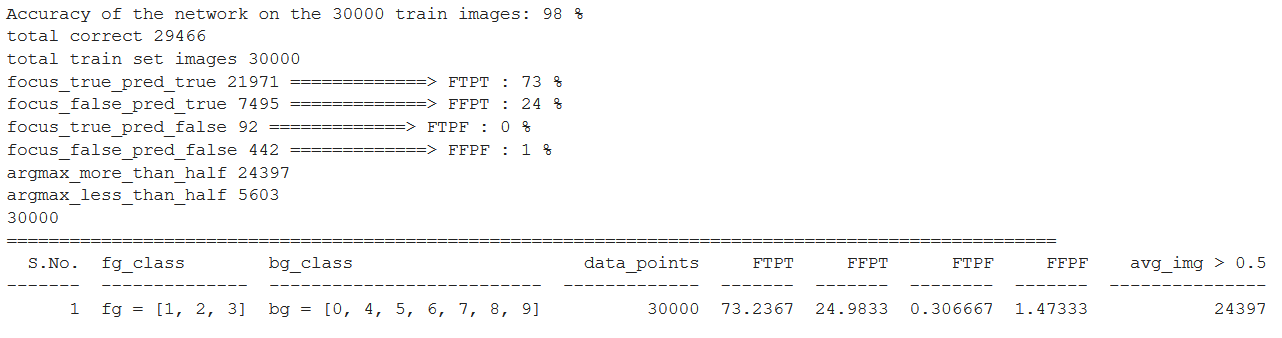 Accuracy of the network on the 30000 train images: 98 %
total correct 29466
total train set images 30000
focus_true_pred_true 21971 =============> FTPT : 73 %
focus_false_pred_true 7495 =============> FFPT : 24 %
focus_true_pred_false 92 =============> FTPF : 0 %
focus_false_pred_false 442 =============> FFPF : 1 %
argmax_more_than_half 24397
argmax_less_than_half 5603
30000
====================================================================================================
S.No. fg_class bg_class data_points FTPT FFPT FTPF FFPF avg_img > 0.5
------- -------------- -------------------------- ------------- ------- ------- -------- ------- ---------------
1 fg = [1, 2, 3] bg = [0, 4, 5, 6, 7, 8, 9] 30000 73.2367 24.9833 0.306667 1.47333 24397